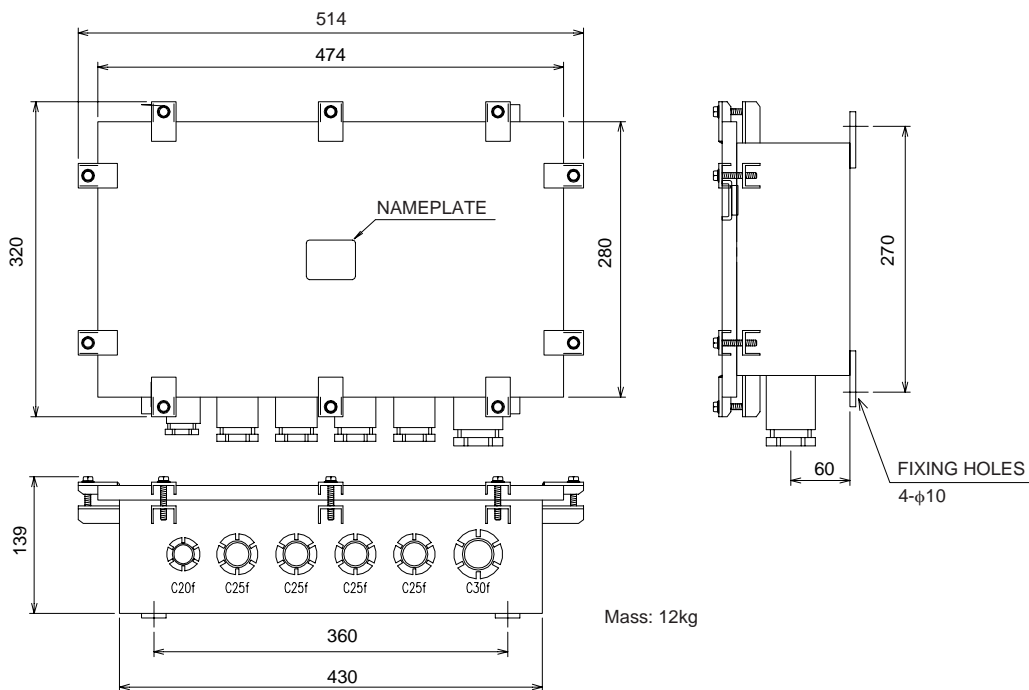 514
474
NAMEPLATE
320
280
270
60
FIXING HOLES
4-ϕ10
139
C20f C25f C25f C25f C25f C30f
Mass: 12kg
360
430